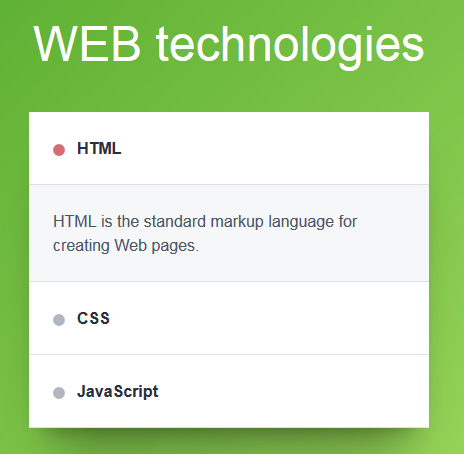 WEB technologies
HTML
HTML is the standard markup language for
creating Web pages.
CSS
JavaScript